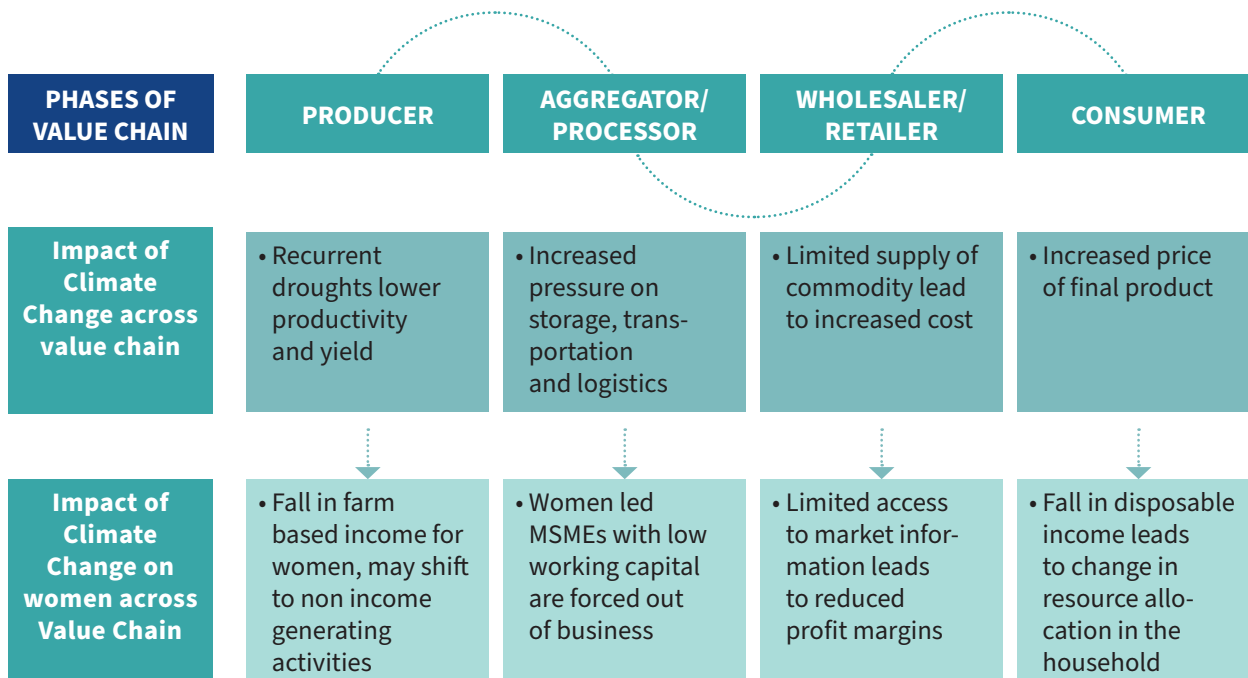 PHASES OF
VALUE CHAIN
PRODUCER
AGGREGATOR/
PROCESSOR
WHOLESALER/
RETAILER
CONSUMER
Impact of
Climate
Change across
value chain
• Recurrent
droughts lower
productivity
and yield
• Increased
pressure on
storage, trans-
portation
and logistics
• Limited supply of
commodity lead
to increased cost
• Increased price
of final product
Impact of
Climate
Change on
women across
Value Chain
• Fall in farm
based income for
women, may shift
to non income
generating
activities
• Women led
MSMEs with low
working capital
are forced out
of business
• Limited access
to market infor-
mation leads
to reduced
profit margins
• Fall in disposable
income leads
to change in
resource allo-
cation in the
household